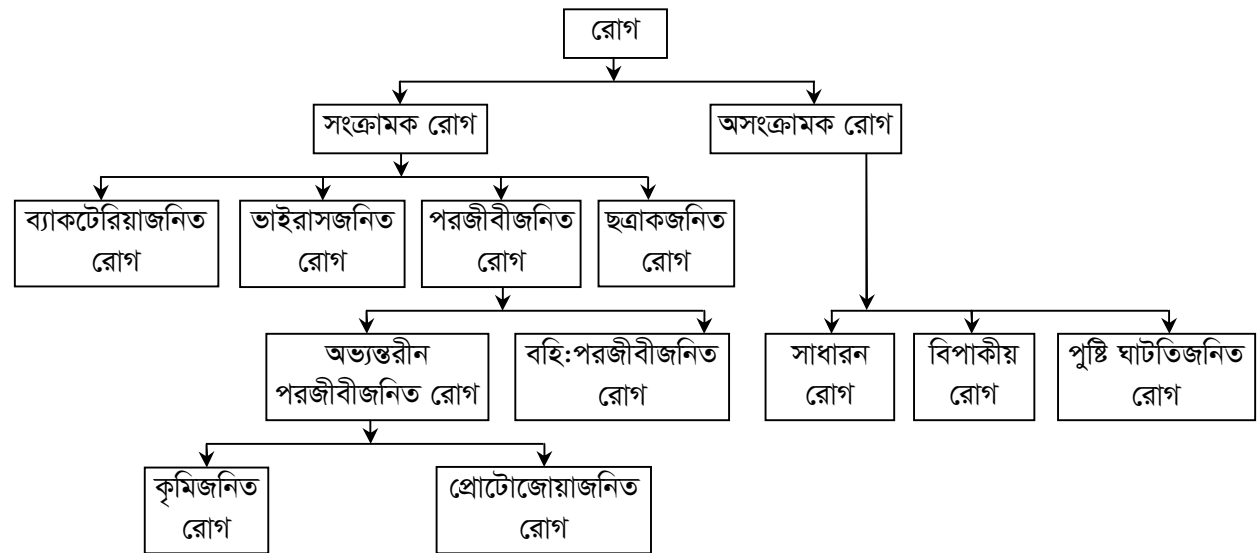 রোগ
সংক্রামক রোগ
অসংক্রামক রোগ
ব্যাকটেরিয়াজনিত
রোগ
ভাইরাসজনিত
রোগ
পরজীবীজনিত
রোগ
ছত্রাকজনিত
রোগ
অভ্যন্তরীন
পরজীবীজনিত রোগ
বহি:পরজীবীজনিত
রোগ
সাধারন
রোগ
বিপাকীয়
রোগ
পুষ্টি ঘাটতিজনিত
রোগ
কৃমিজনিত
রোগ
প্রোটোজোয়াজনিত
রোগ